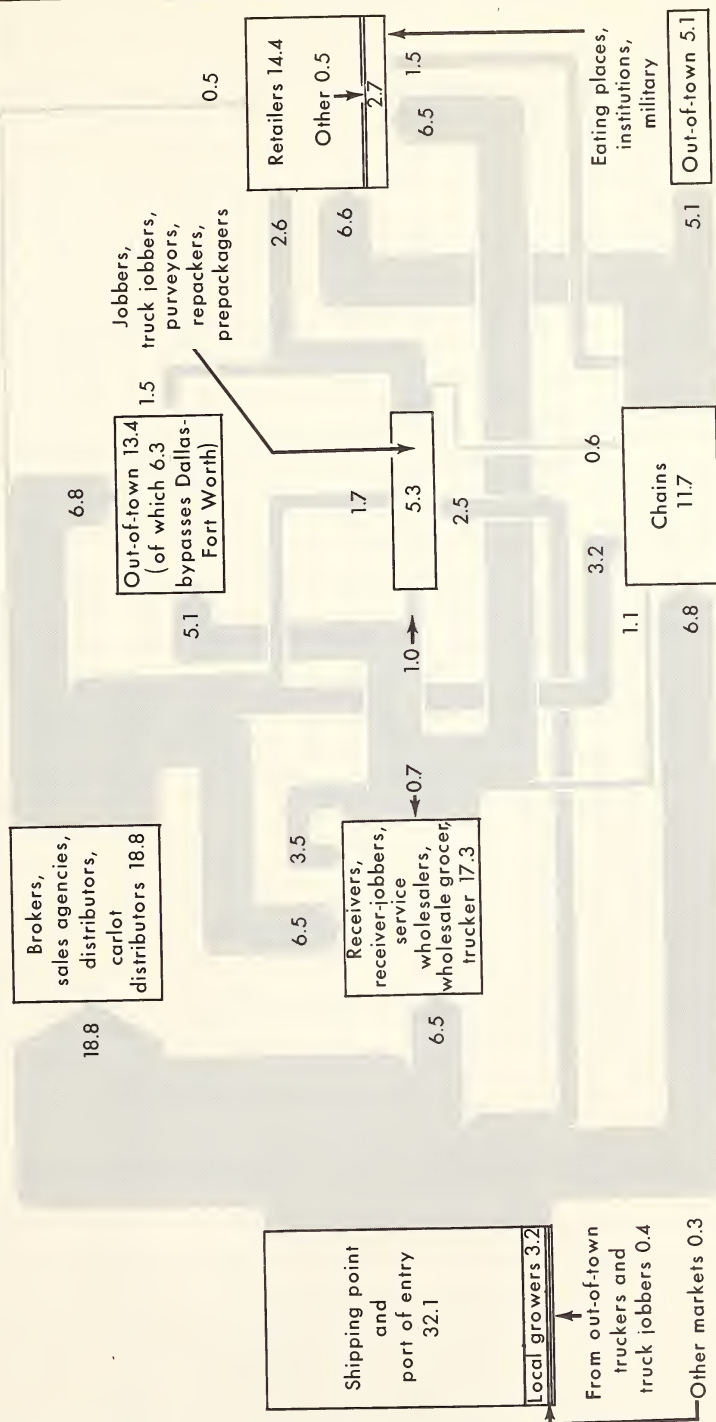 Shipping point
and
port of entry
32.1
Local growers 3.2
From out-of-town
truckers and
truck jobbers 0.4
Other markets 0.3
18.8
Brokers,
sales agencies,
distributors,
carlot
distributors 18.8
6.5
Receivers,
receiver-jobbers,
service
wholesalers,
wholesale grocer,
trucker 17.3
6.5
3.5
0.7
1.0
6.8
5.1
Out-of-town 13.4
(of which 6.3
bypasses Dallas-
Fort Worth)
1.5
Jobbers,
truck jobbers,
purveyors,
repackers,
prepackagers
1.7
5.3
2.5
6.8
1.1
3.2
0.6
Chains
11.7
0.5
2.6
6.6
Retailers 14.4
Other 0.5
2.7
1.5
6.5
Eating places,
institutions,
military
5.1
Out-of-town 5.1